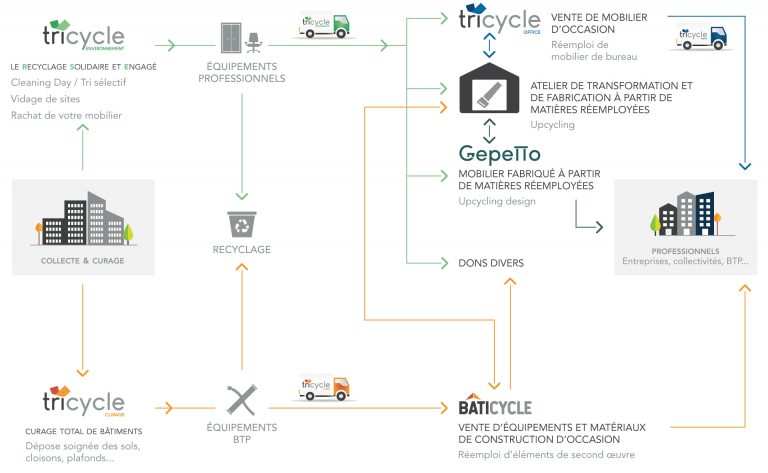 tricycle
ENVIRONNEMENT
LE RECYCLAGE SOLIDAIRE ET ENGAGÉ
Cleaning Day / Tri sélectif
Vidage de sites
Rachat de votre mobilier
ÉQUIPEMENTS
PROFESSIONNELS
tricycle
tricycle
OFFICE
VENTE DE MOBILIER
D'OCCASION
Réemploi de
mobilier de bureau
tricycle
ATELIER DE TRANSFORMATION ET
DE FABRICATION À PARTIR DE
MATIÈRES RÉEMPLOYÉES
Upcycling
Gepetto
MOBILIER FABRIQUÉ À PARTIR
DE MATIÈRES RÉEMPLOYÉES
Upcycling design
COLLECTE & CURAGE
RECYCLAGE
DONS DIVERS
PROFESSIONNELS
Entreprises, collectivités, BTP...
tricycle
CURAGE
CURAGE TOTAL DE BÂTIMENTS
Dépose soignée des sols,
cloisons, plafonds...
ÉQUIPEMENTS
BTP
tricycle
BÂTICYCLE
VENTE D'ÉQUIPEMENTS ET MATÉRIAUX
DE CONSTRUCTION D'OCCASION
Réemploi d'éléments de second œuvre